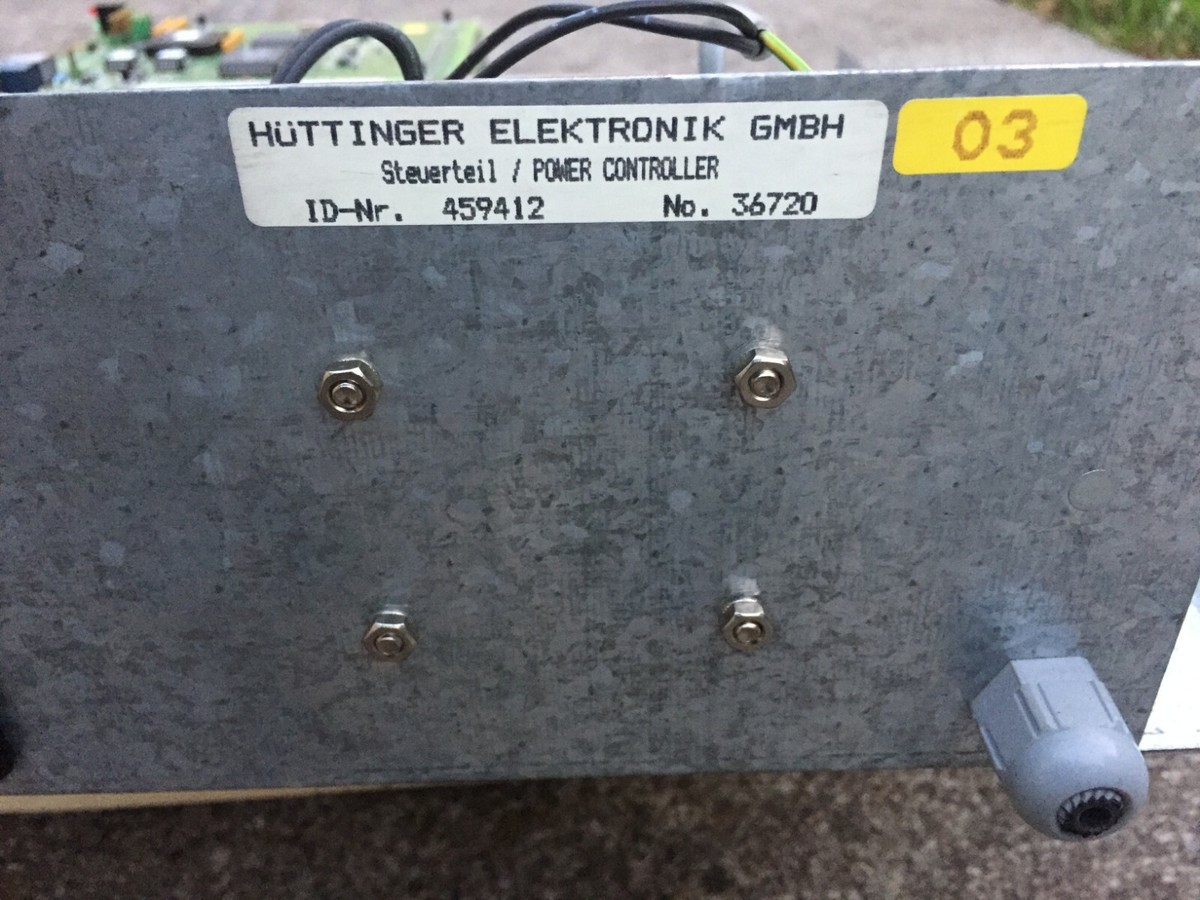 HüTTINGER ELEKTRONIK GMBH
Steuerteil / POWER CONTROLLER
ID-Nr. 459412 No. 36720
03